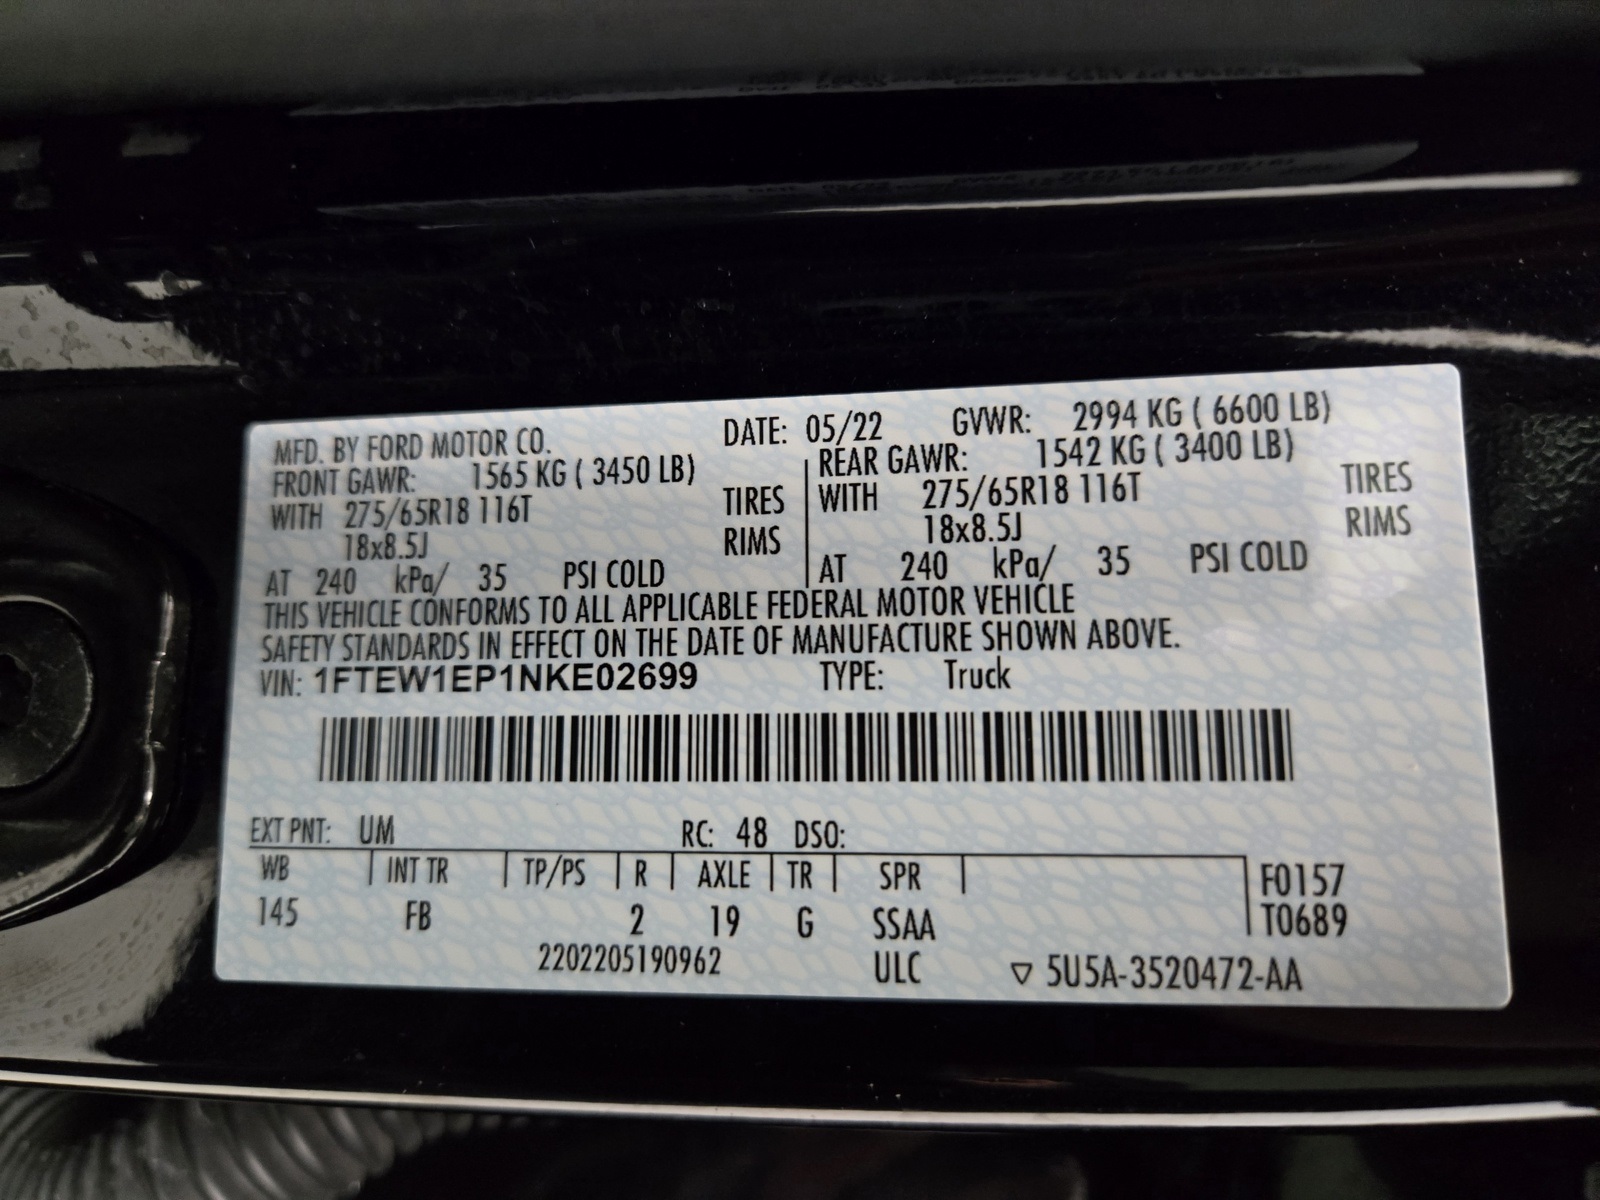 MFD. BY FORD MOTOR CO. DATE: 05/22 GVWR: 2994 KG ( 6600 LB)
FRONT GAWR: 1565 KG ( 3450 LB) REAR GAWR: 1542 KG ( 3400 LB)
WITH 275/65R18 116T TIRES WITH 275/65R18 116T TIRES
18x8.5J RIMS 18x8.5J RIMS
AT 240 kPa/ 35 PSI COLD AT 240 kPa/ 35 PSI COLD
THIS VEHICLE CONFORMS TO ALL APPLICABLE FEDERAL MOTOR VEHICLE
SAFETY STANDARDS IN EFFECT ON THE DATE OF MANUFACTURE SHOWN ABOVE.
VIN: 1FTEW1EP1NKE02699 TYPE: Truck
EXT PNT: UM RC: 48 DSO:
WB INT TR TP/PS R AXLE TR SPR F0157
145 FB 2 19 G SSAA T0689
2202205190962 ULC ▽ 5U5A-3520472-AA